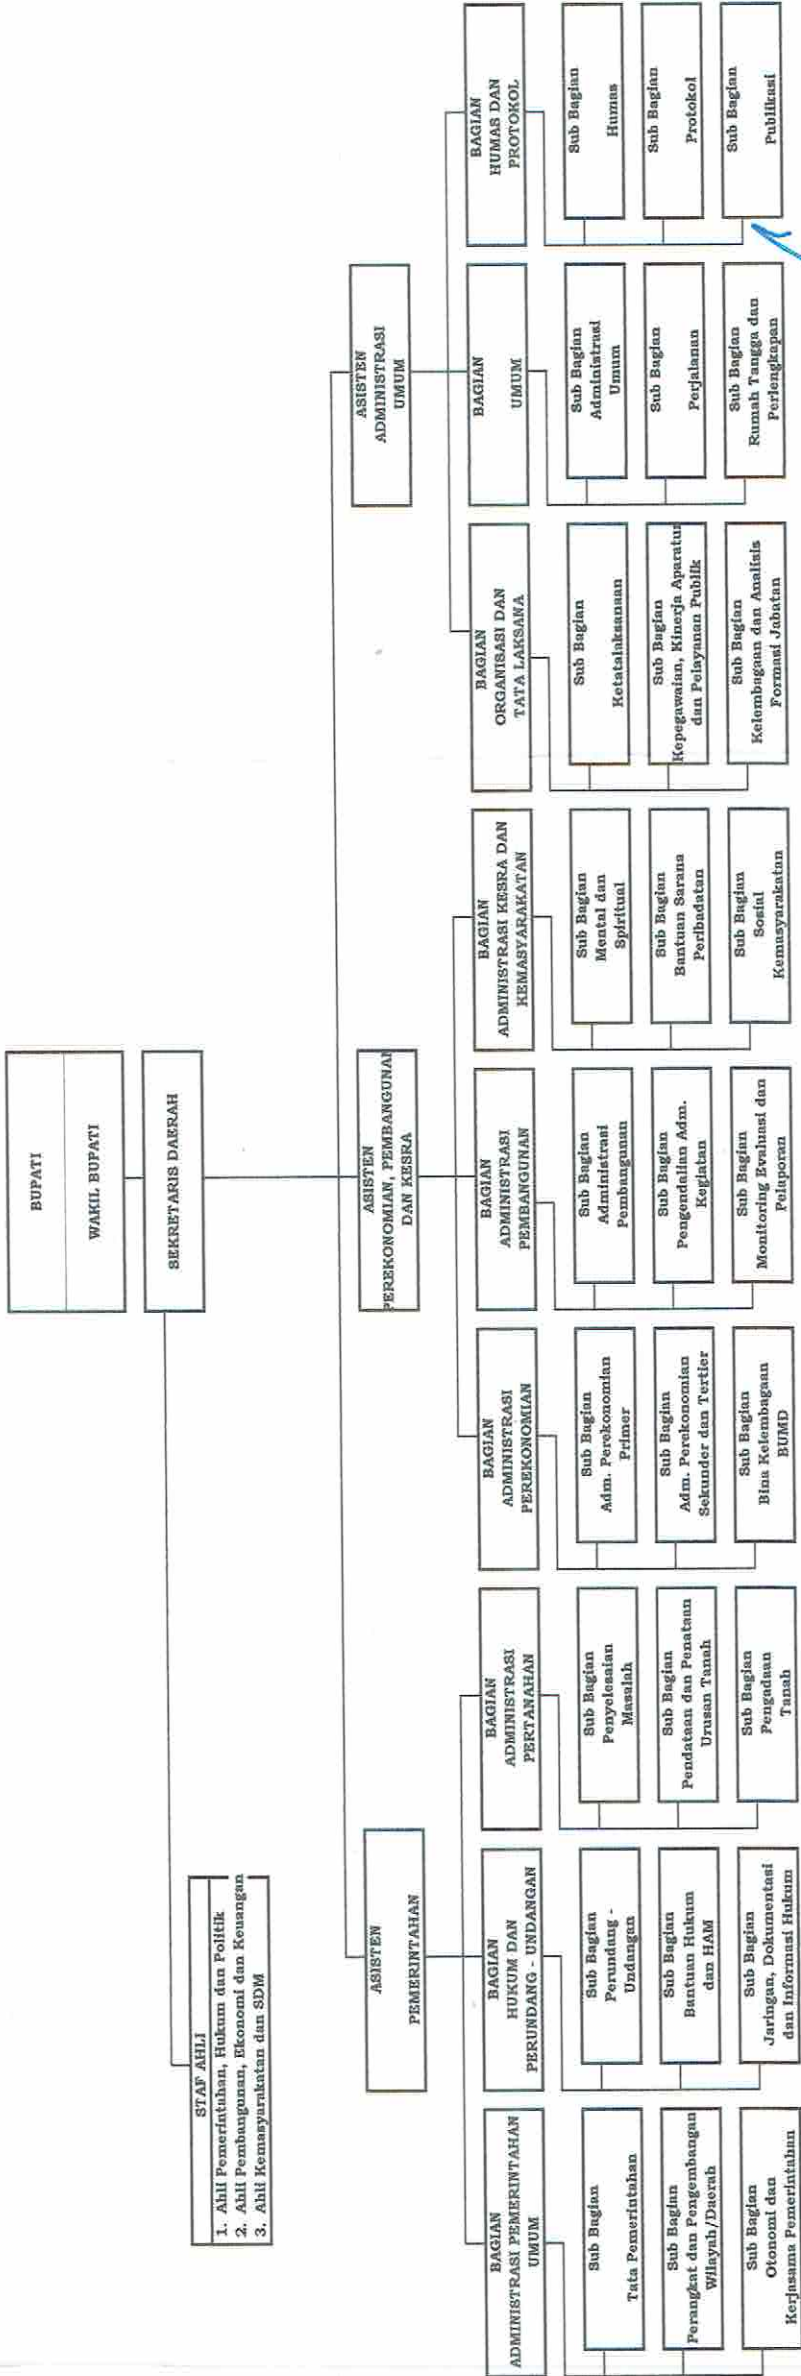 BUPATI
WAKIL BUPATI
SEKRETARIS DAERAH
STAF AHLI
1. Ahli Pemerintahan, Hukum dan Politik
2. Ahli Pembangunan, Ekonomi dan Keuangan
3. Ahli Kemasyarakatan dan SDM
ASISTEN
PEMERINTAHAN
ASISTEN
PEREKONOMIAN, PEMBANGUNAN
DAN KESRA
ASISTEN
ADMINISTRASI
UMUM
BAGIAN
ADMINISTRASI PEMERINTAHAN
UMUM
Sub Bagian
Tata Pemerintahan
Sub Bagian
Perangkat dan Pengembangan
Wilayah/Daerah
Sub Bagian
Otonomi dan
Kerjasama Pemerintahan
BAGIAN
HUKUM DAN
PERUNDANG - UNDANGAN
Sub Bagian
Perundang -
Undangan
Sub Bagian
Bantuan Hukum
dan HAM
Sub Bagian
Jaringan, Dokumentasi
dan Informasi Hukum
BAGIAN
ADMINISTRASI
PERTANAHAN
Sub Bagian
Penyelesaian
Masalah
Sub Bagian
Pendataan dan Penataan
Urusan Tanah
Sub Bagian
Pengadaan
Tanah
BAGIAN
ADMINISTRASI
PEREKONOMIAN
Sub Bagian
Adm. Perekonomian
Primer
Sub Bagian
Adm. Perekonomian
Sekunder dan Tertier
Sub Bagian
Bina Kelembagaan
BUMD
BAGIAN
ADMINISTRASI
PEMBANGUNAN
Sub Bagian
Administrasi
Pembangunan
Sub Bagian
Pengendalian Adm.
Kegiatan
Sub Bagian
Monitoring Evaluasi dan
Pelaporan
BAGIAN
ADMINISTRASI KESRA DAN
KEMASYARAKATAN
Sub Bagian
Mental dan
Spiritual
Sub Bagian
Bantuan Sarana
Peribadatan
Sub Bagian
Sosial
Kemasyarakatan
BAGIAN
ORGANISASI DAN
TATA LAKSANA
Sub Bagian
Ketatalaksanaan
Sub Bagian
Kepegawaian, Kinerja Aparatur
dan Pelayanan Publik
Sub Bagian
Kelembagaan dan Analisis
Formasi Jabatan
BAGIAN
UMUM
Sub Bagian
Administrasi
Umum
Sub Bagian
Perjalanan
Sub Bagian
Rumah Tangga dan
Perlengkapan
BAGIAN
HUMAS DAN
PROTOKOL
Sub Bagian
Humas
Sub Bagian
Protokol
Sub Bagian
Publikasi